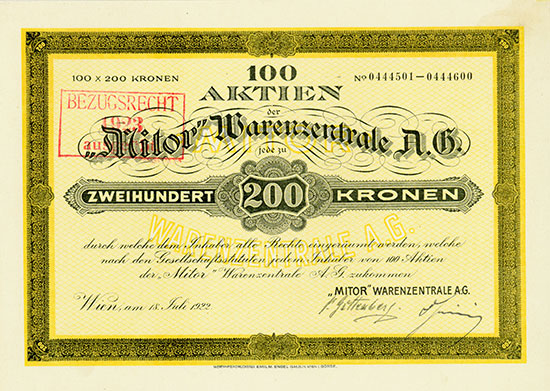 100 × 200 KRONEN
100
AKTIEN
No 0444501—0444600
der
BEZUGSRECHT
1923
„Mitor" Warenzentrale A.G.
jede zu
ZWEIHUNDERT 200 KRONEN
WARENZENTRALE A.G.
durch welche dem Inhaber alle Rechte eingeräumt werden, welche
nach den Gesellschaftsstatuten jedem Inhaber von 100 Aktien
der „Mitor" Warenzentrale A.G. zukommen
Wien, am 18. Juli 1922.
„MITOR" WARENZENTRALE A.G.